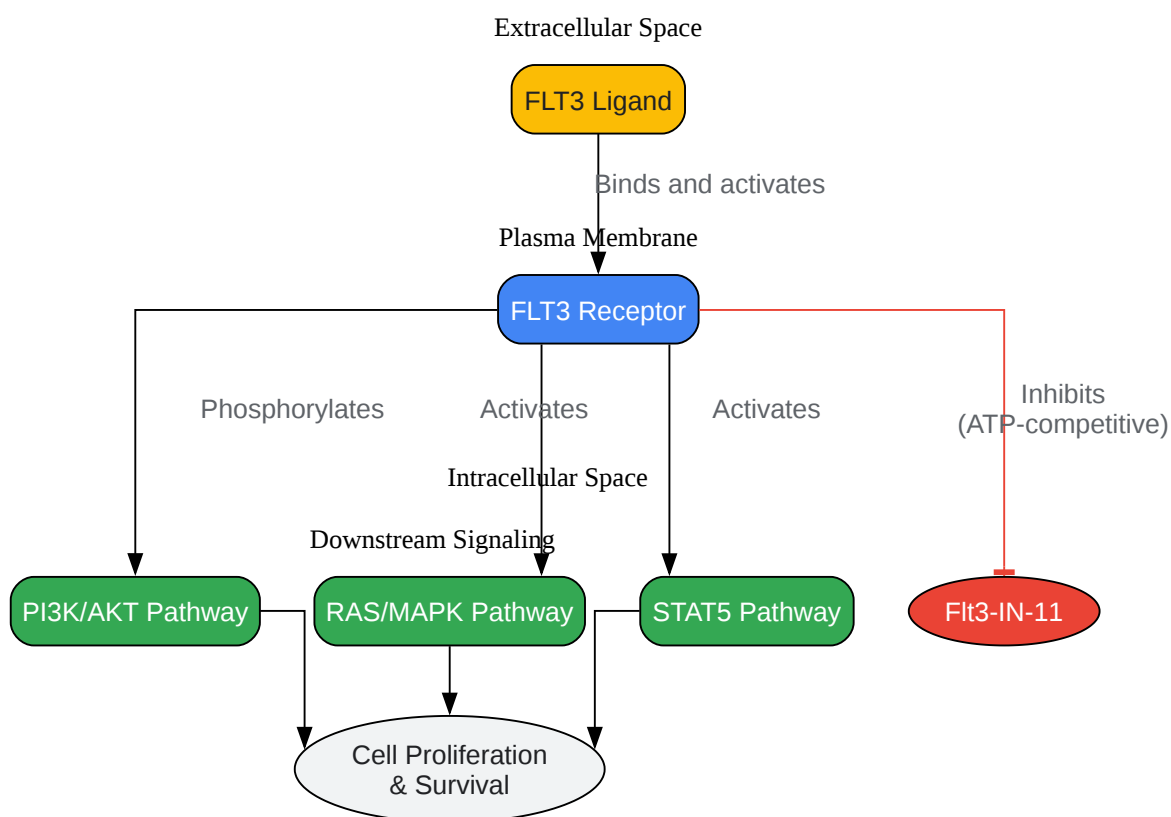 Extracellular Space
FLT3 Ligand
Binds and activates
Plasma Membrane
FLT3 Receptor
Phosphorylates
Activates
Activates
Inhibits
(ATP-competitive)
Intracellular Space
Downstream Signaling
PI3K/AKT Pathway
RAS/MAPK Pathway
STAT5 Pathway
Flt3-IN-11
Cell Proliferation
& Survival